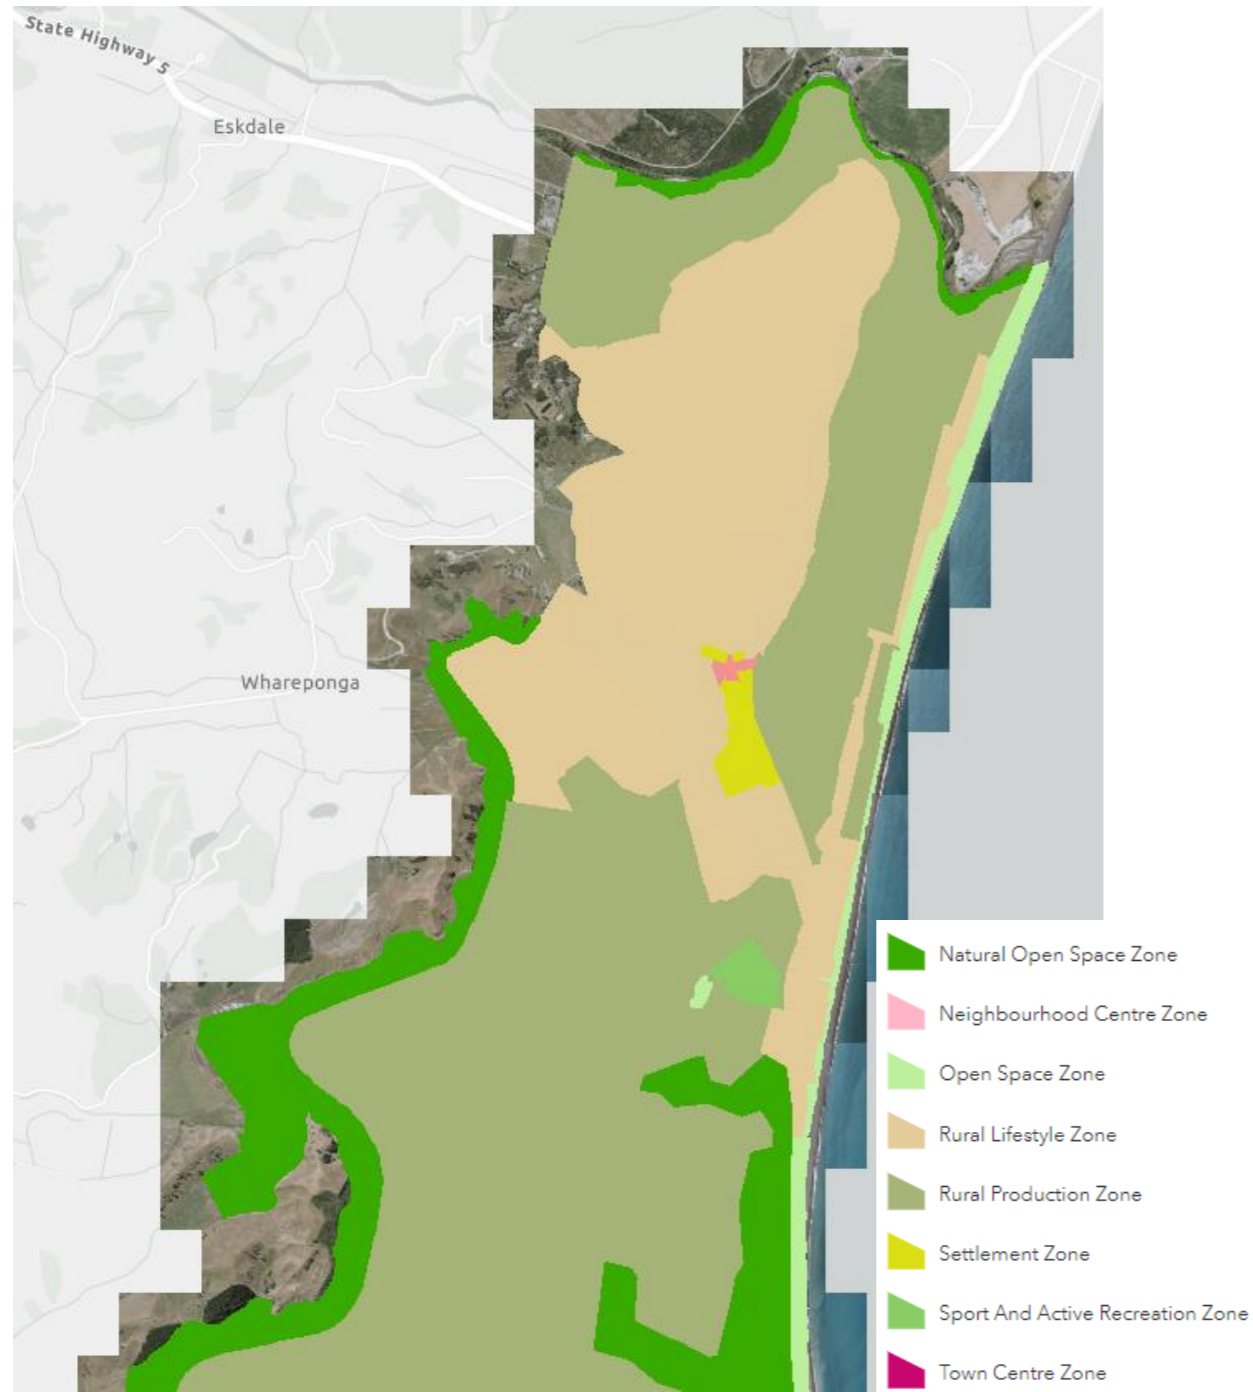 State Highway 5
Eskdale
Whareponga
Natural Open Space Zone
Neighbourhood Centre Zone
Open Space Zone
Rural Lifestyle Zone
Rural Production Zone
Settlement Zone
Sport And Active Recreation Zone
Town Centre Zone